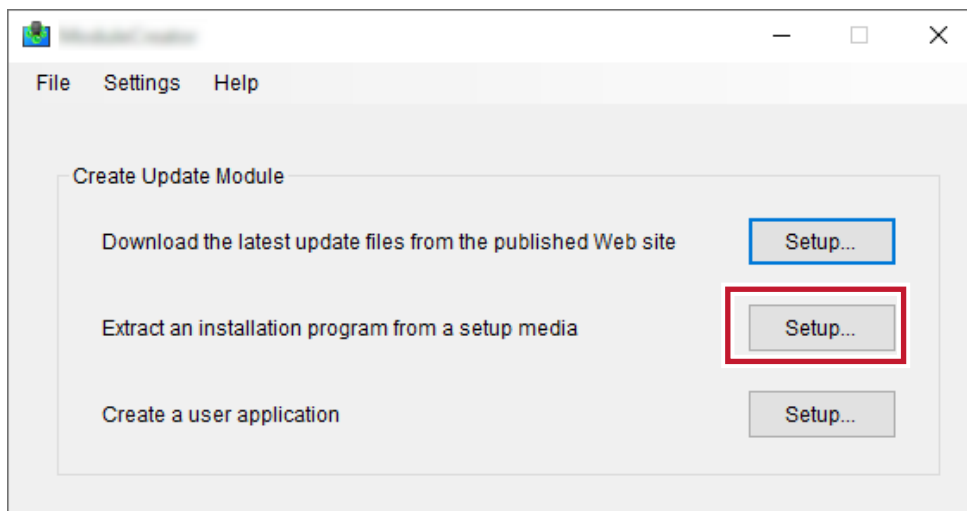 File Settings Help
Create Update Module
Download the latest update files from the published Web site Setup...
Extract an installation program from a setup media Setup...
Create a user application Setup...